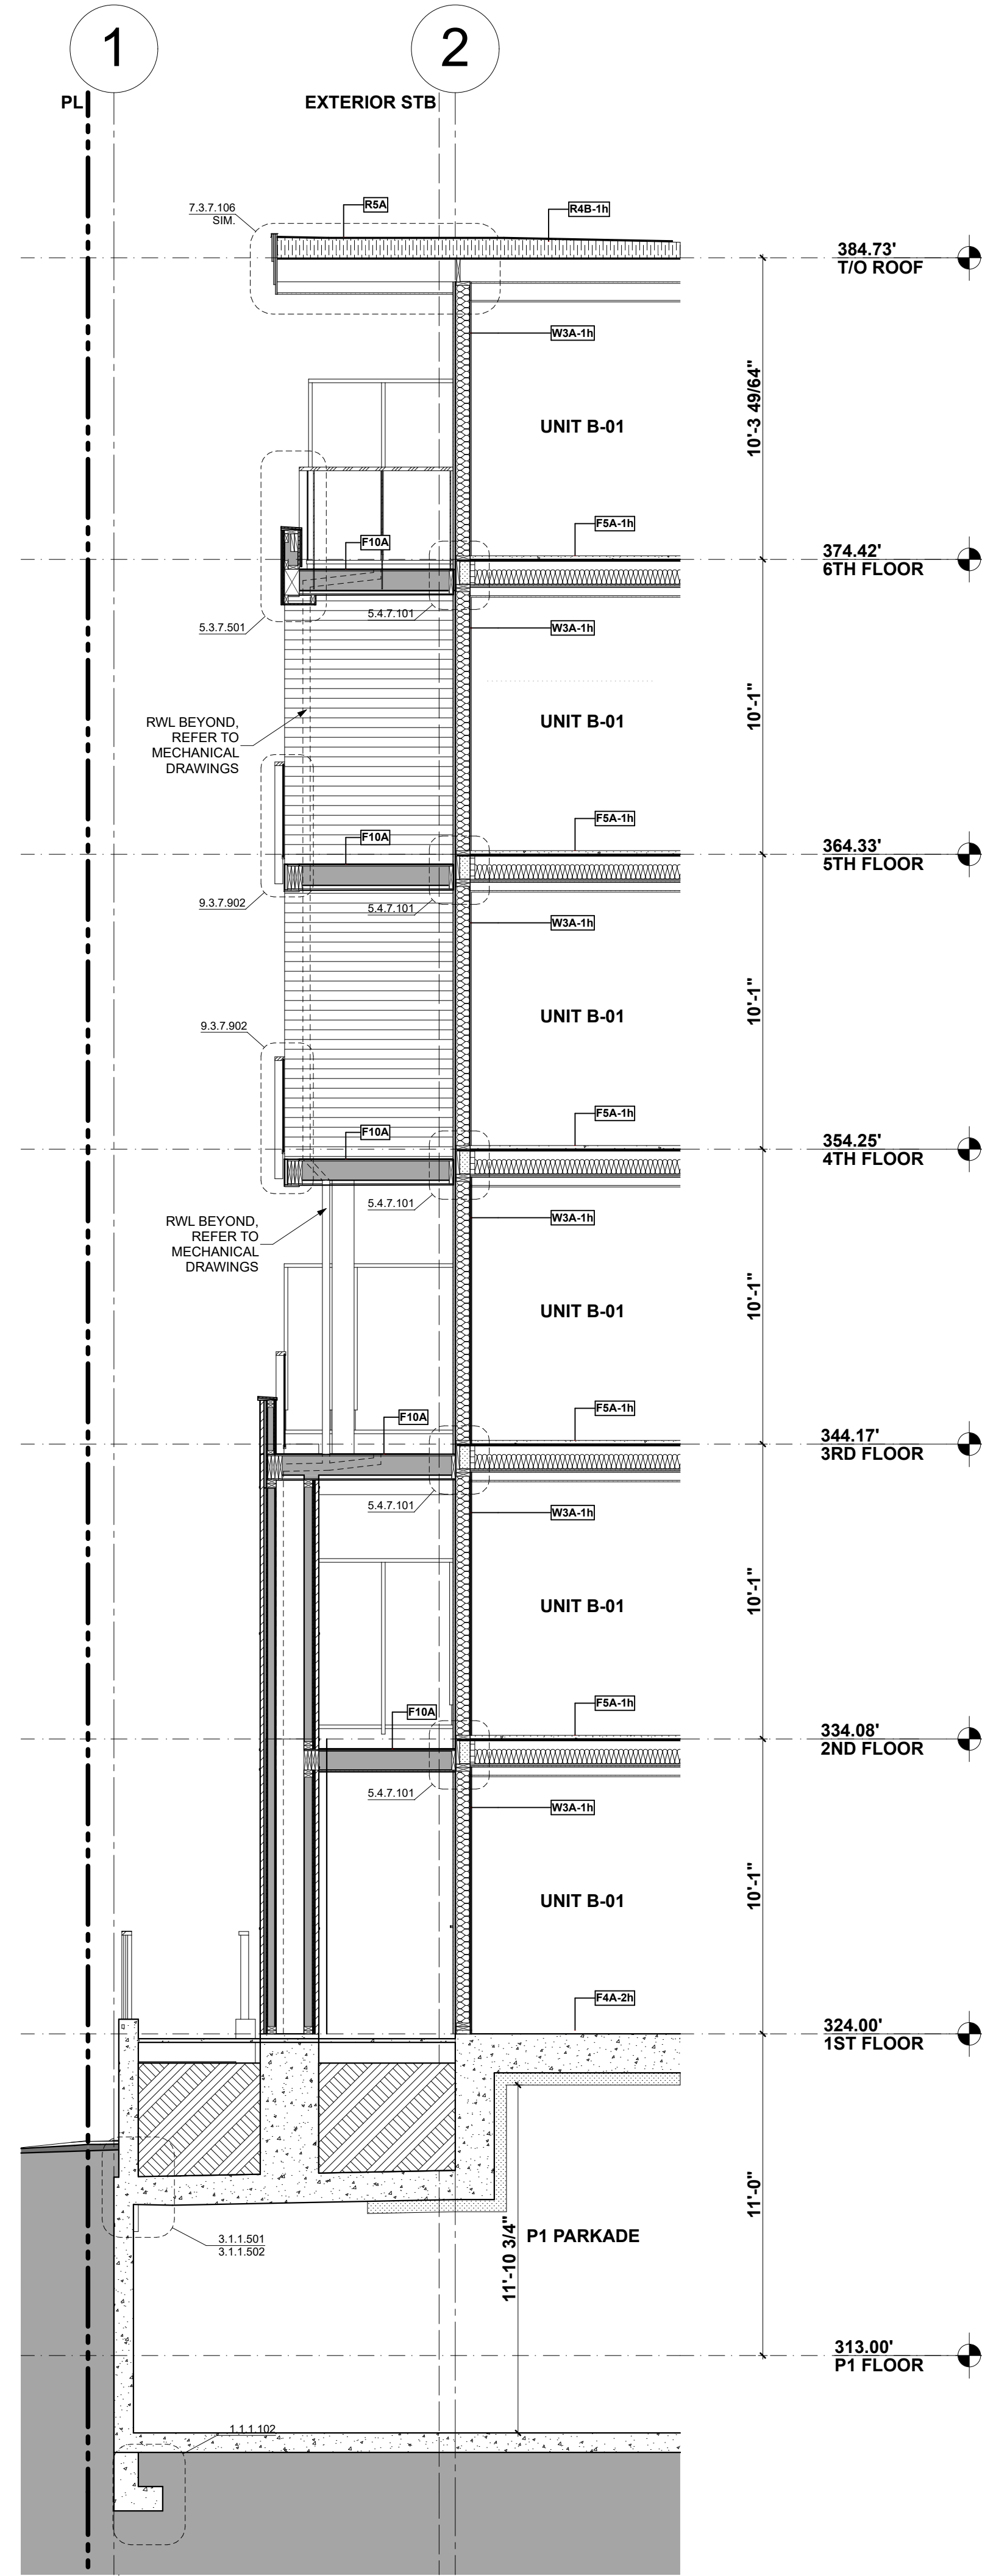 1
2
PL
EXTERIOR STB
7.3.7.106
SIM.
R5A
R4B-1h
384.73'
T/O ROOF
W3A-1h
10'-3 49/64"
UNIT B-01
F5A-1h
F10A
374.42'
6TH FLOOR
5.3.7.501
5.4.7.101
W3A-1h
RWL BEYOND,
REFER TO
MECHANICAL
DRAWINGS
UNIT B-01
10'-1"
F5A-1h
F10A
364.33'
5TH FLOOR
9.3.7.902
5.4.7.101
W3A-1h
UNIT B-01
10'-1"
9.3.7.902
F5A-1h
F10A
354.25'
4TH FLOOR
5.4.7.101
W3A-1h
RWL BEYOND,
REFER TO
MECHANICAL
DRAWINGS
UNIT B-01
10'-1"
F5A-1h
F10A
344.17'
3RD FLOOR
5.4.7.101
W3A-1h
UNIT B-01
10'-1"
F5A-1h
F10A
334.08'
2ND FLOOR
5.4.7.101
W3A-1h
UNIT B-01
10'-1"
F4A-2h
324.00'
1ST FLOOR
11'-0"
3.1.1.501
3.1.1.502
11'-10 3/4"
P1 PARKADE
313.00'
P1 FLOOR
1.1.1.102